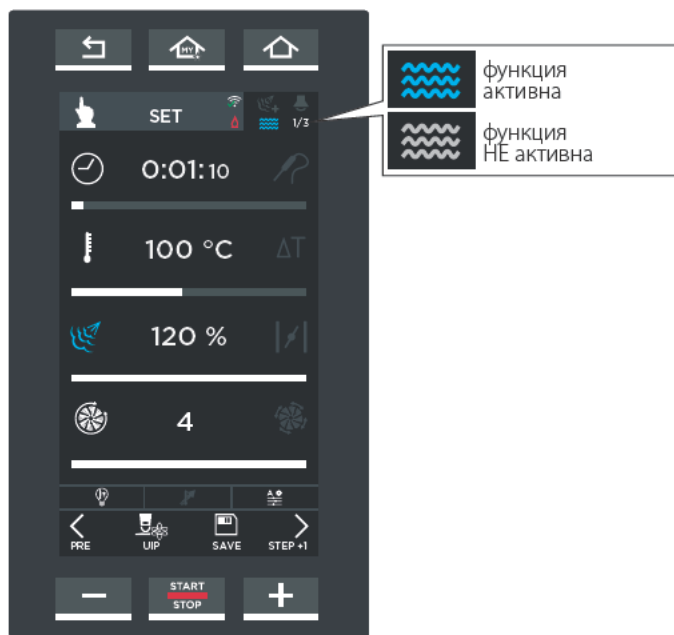 MY
SET
1/3
функция
активна
функция
НЕ активна
0:01:10
100 °C
ΔT
120 %
4
A
PRE
UIP
SAVE
STEP +1
START
STOP